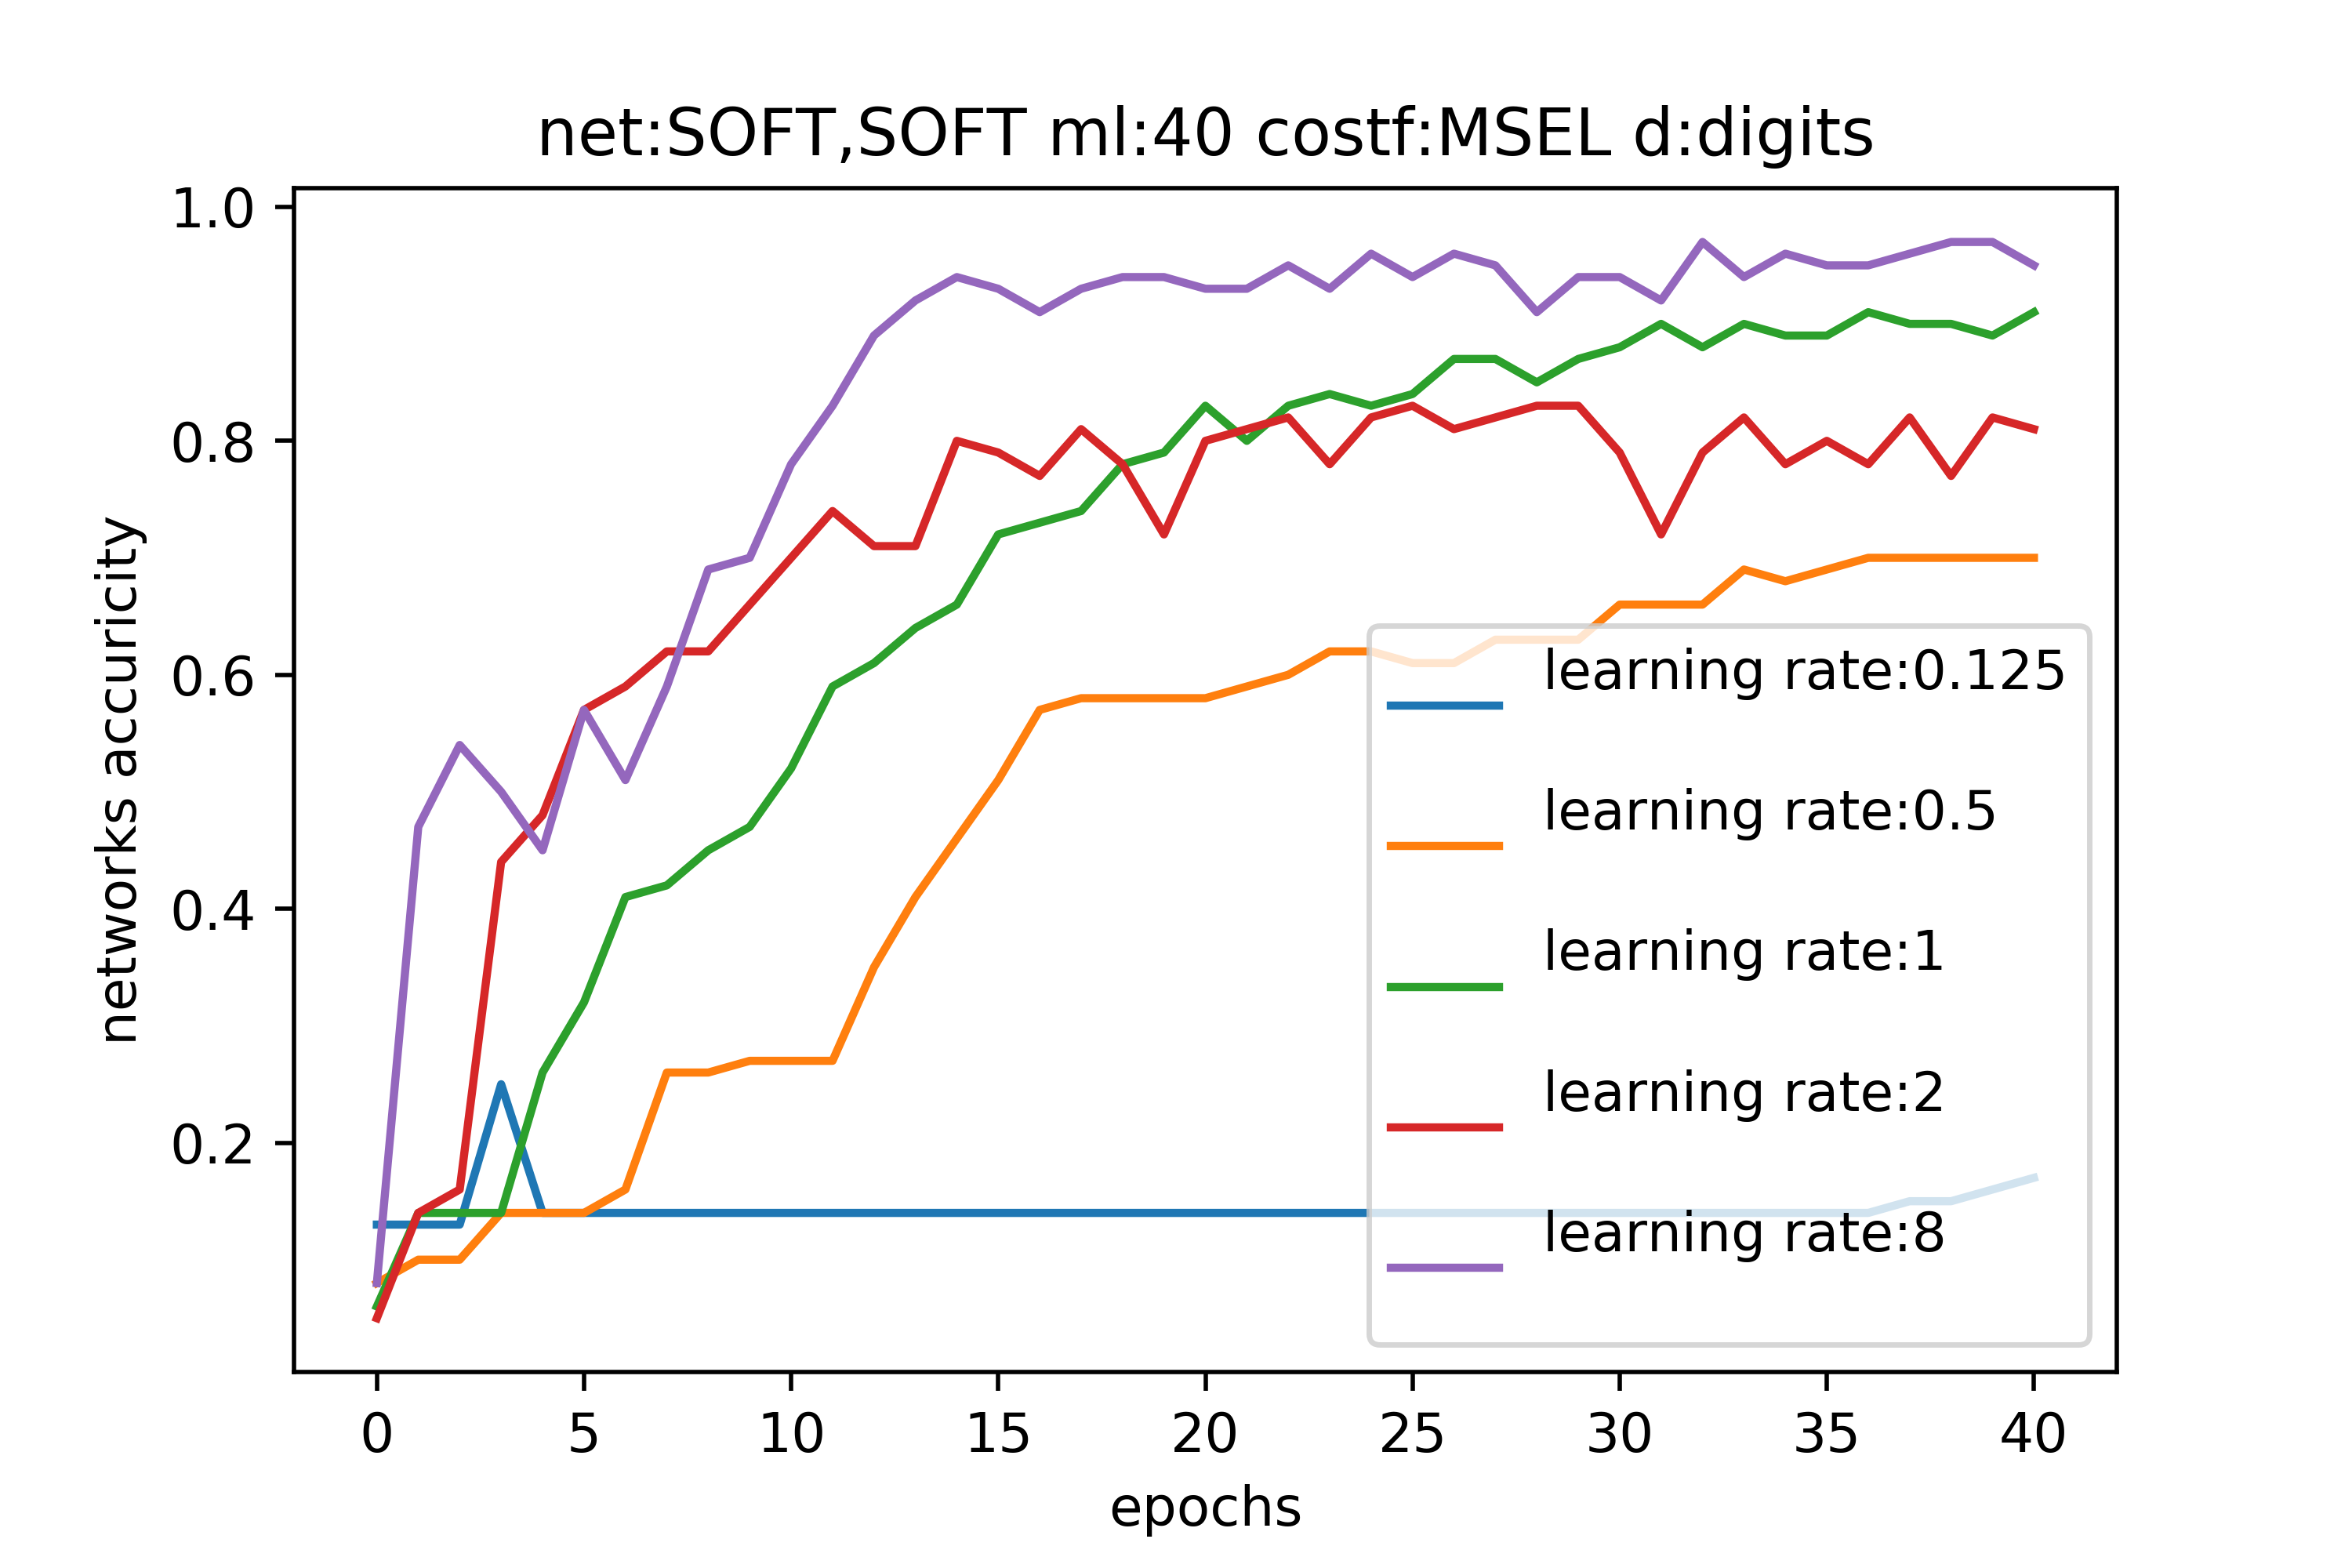 net:SOFT,SOFT ml:40 costf:MSEL d:digits
1.0
0.8
0.6
0.4
0.2
networks accuricity
learning rate:0.125
learning rate:0.5
learning rate:1
learning rate:2
learning rate:8
0 5 10 15 20 25 30 35 40
epochs